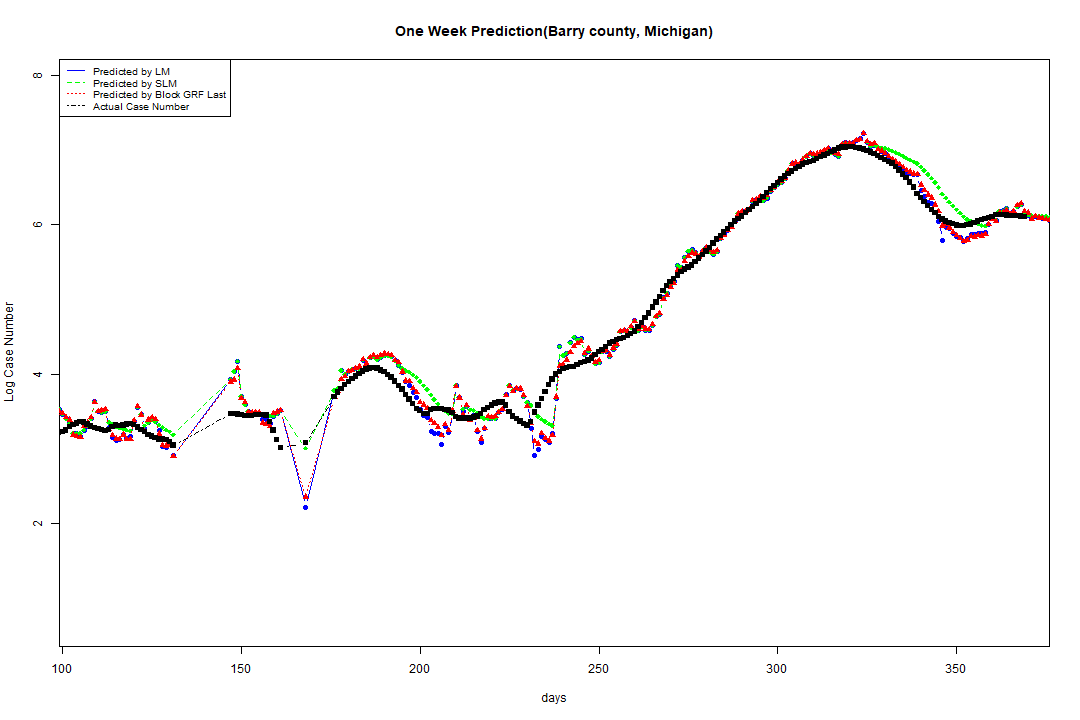 One Week Prediction(Barry county, Michigan)
Predicted by LM
Predicted by SLM
Predicted by Block GRF Last
Actual Case Number
8
6
4
2
Log Case Number
100 150 200 250 300 350
days